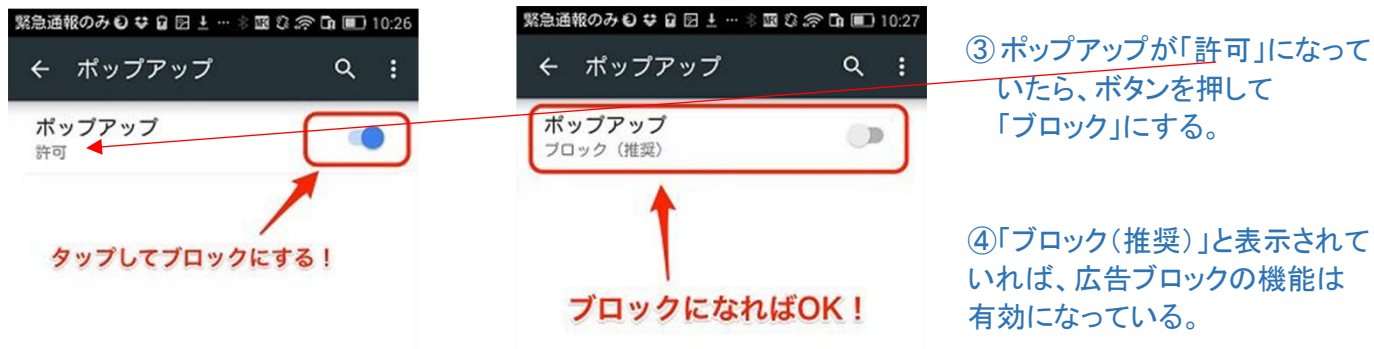 緊急通報のみ 10:26
← ポップアップ
ポップアップ
許可
タップしてブロックにする！
緊急通報のみ 10:27
← ポップアップ
ポップアップ
ブロック（推奨）
ブロックになればOK！
③ポップアップが「許可」になって
いたら、ボタンを押して
「ブロック」にする。
④「ブロック（推奨）」と表示されて
いれば、広告ブロックの機能は
有効になっている。